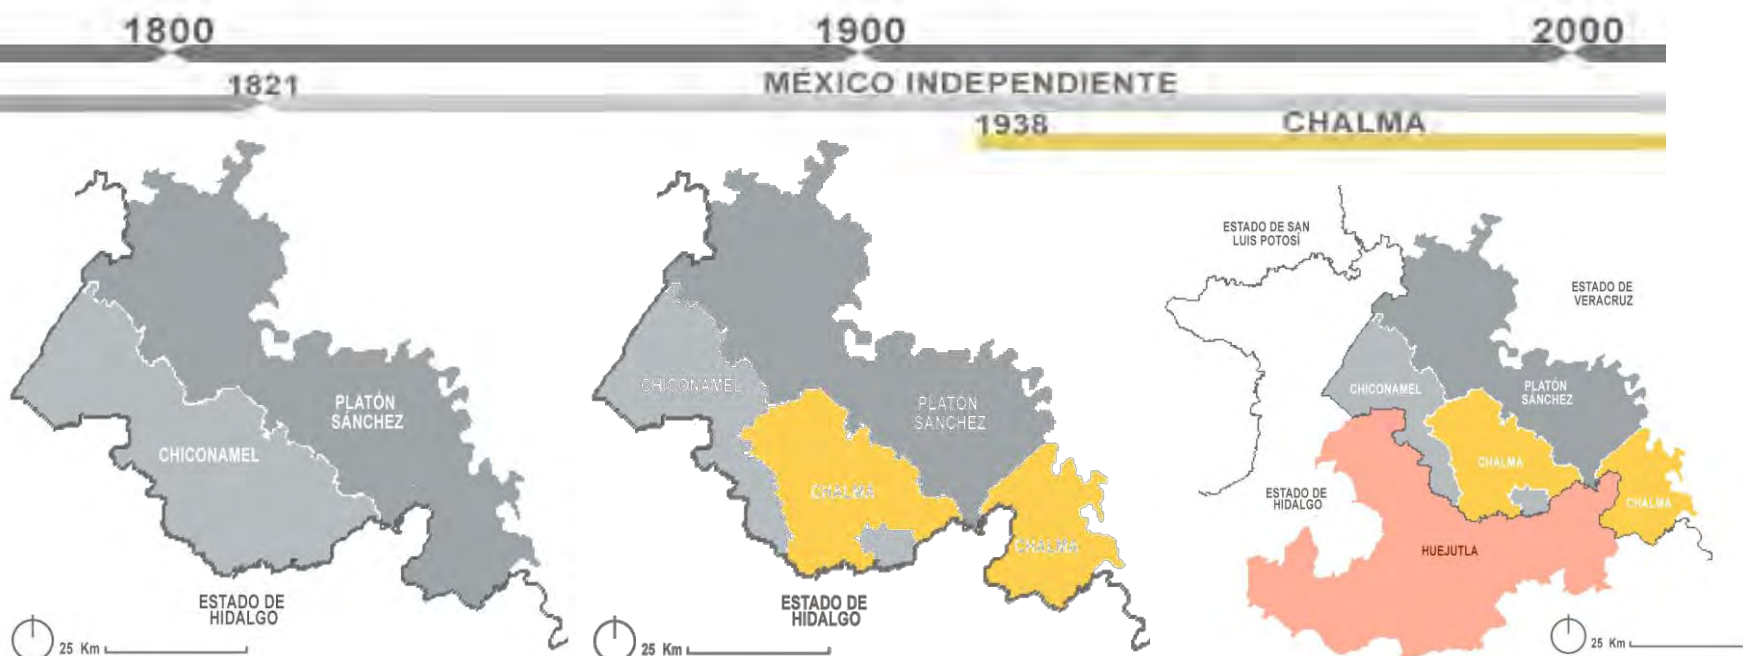 1800
1900
2000
1821
MÉXICO INDEPENDIENTE
1938
CHALMA
CHICONAMEL
PLATÓN
SÁNCHEZ
ESTADO DE
HIDALGO
25 Km
CHICONAMEL
PLATÓN
SÁNCHEZ
CHALMA
CHALMA
ESTADO DE
HIDALGO
25 Km
ESTADO DE SAN
LUIS POTOSÍ
ESTADO DE
VERACRUZ
CHICONAMEL
PLATÓN
SÁNCHEZ
CHALMA
CHALMA
ESTADO DE
HIDALGO
HUEJUTLA
25 Km